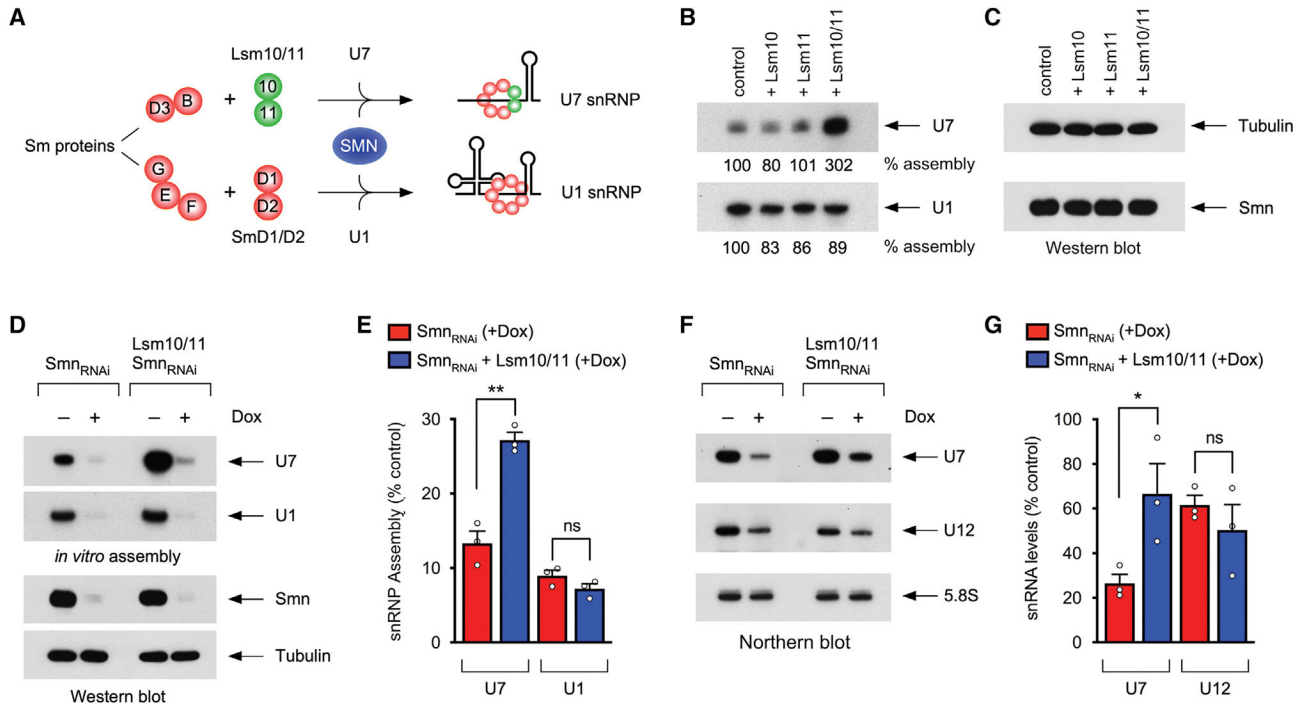 A
Lsm10/11
U7
D3
B
+
10
11
U7 snRNP
Sm proteins
SMN
G
E
F
+
D1
D2
U1 snRNP
SmD1/D2
U1
B
control
+ Lsm10
+ Lsm11
+ Lsm10/11
U7
100 80 101 302 % assembly
U1
100 83 86 89 % assembly
C
control
+ Lsm10
+ Lsm11
+ Lsm10/11
Tubulin
Smn
Western blot
D
SmnRNAi
Lsm10/11
SmnRNAi
– + – + Dox
U7
U1
in vitro assembly
Smn
Tubulin
Western blot
E
SmnRNAi (+Dox)
SmnRNAi + Lsm10/11 (+Dox)
snRNP Assembly (% control)
30
20
10
0
**
ns
U7 U1
F
SmnRNAi
Lsm10/11
SmnRNAi
– + – + Dox
U7
U12
5.8S
Northern blot
G
SmnRNAi (+Dox)
SmnRNAi + Lsm10/11 (+Dox)
snRNA levels (% control)
100
80
60
40
20
0
*
ns
U7 U12